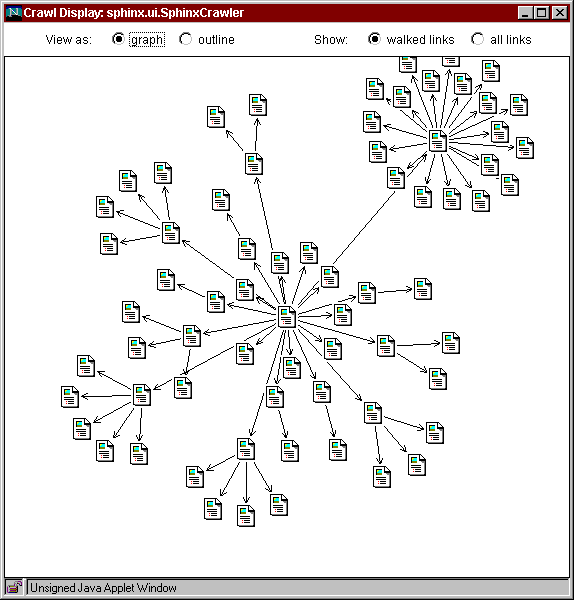 Crawl Display: sphinx.ui.SphinxCrawler
View as: graph outline Show: walked links all links
Unsigned Java Applet Window